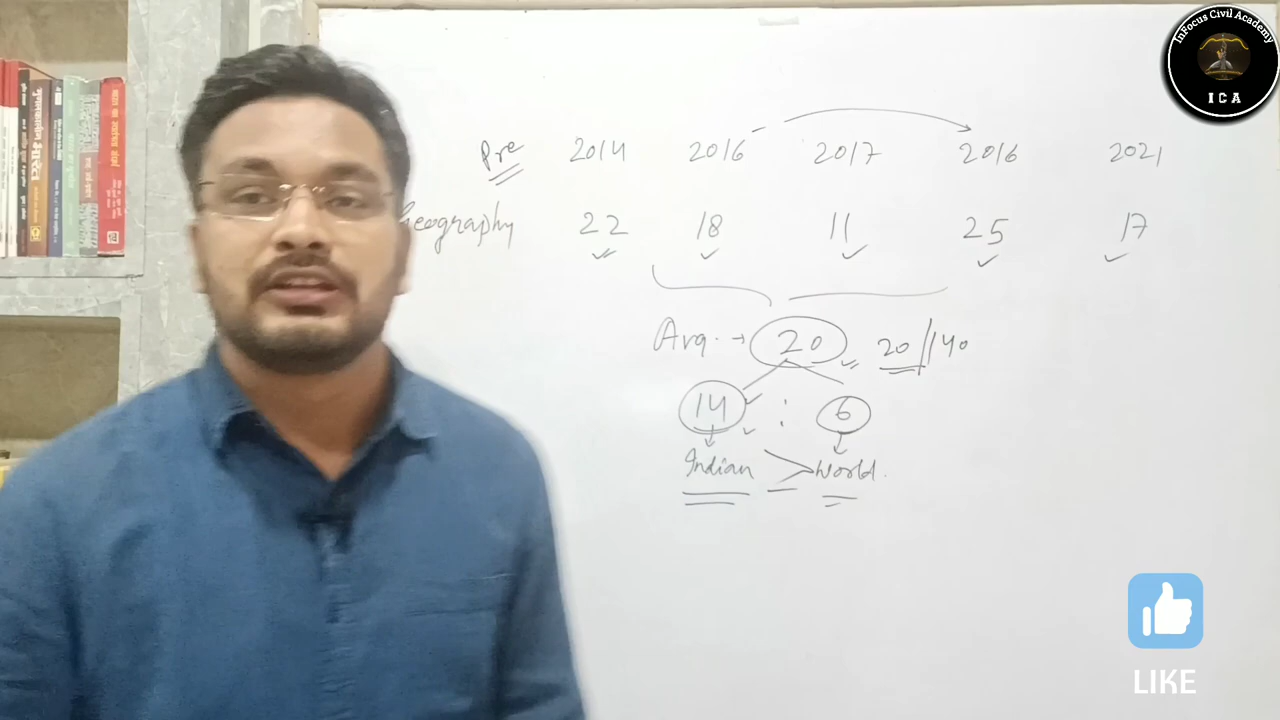 InFocus Civil Academy
ICA
Pre 2014 2016 2017 2016 2021
Geography 22 18 11 25 17
Avg. → 20 20//140
14 : 6
Indian > World.
LIKE